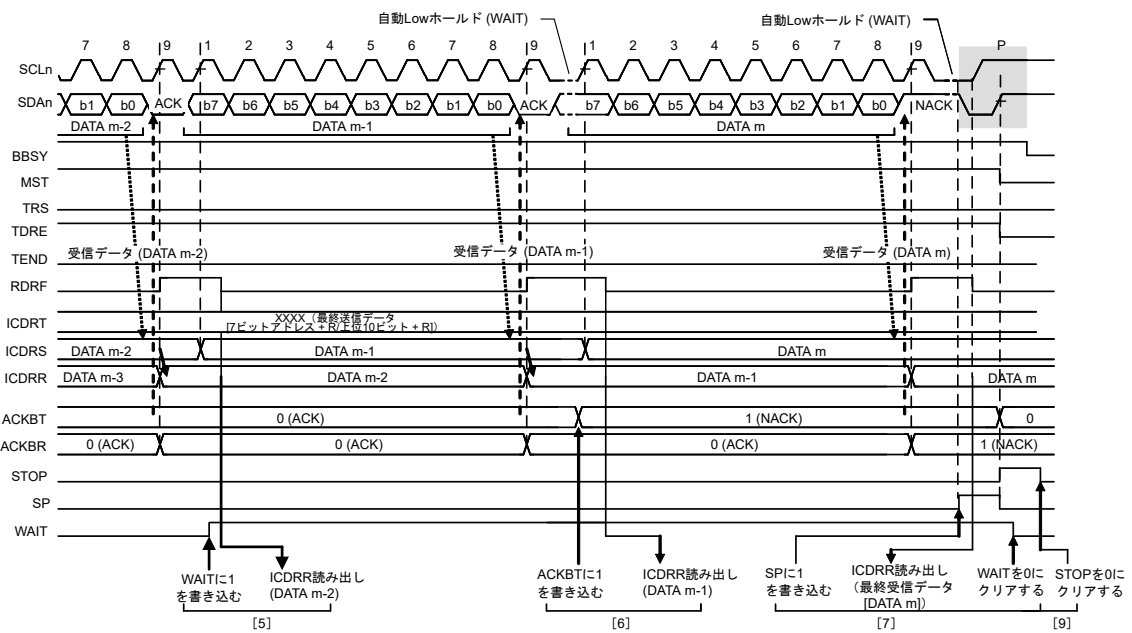 自動Lowホールド (WAIT)
自動Lowホールド (WAIT)
7 8 9 1 2 3 4 5 6 7 8 9 1 2 3 4 5 6 7 8 9 P
SCLn
SDAn b1 b0 ACK b7 b6 b5 b4 b3 b2 b1 b0 ACK b7 b6 b5 b4 b3 b2 b1 b0 NACK
DATA m-2 DATA m-1 DATA m
BBSY
MST
TRS
TDRE
受信データ (DATA m-2) 受信データ (DATA m-1) 受信データ (DATA m)
TEND
RDRF
ICDRT XXXX（最終送信データ
[7ビットアドレス + R/上位10ビット + R]）
ICDRS DATA m-2 DATA m-1 DATA m
ICDRR DATA m-3 DATA m-2 DATA m-1 DATA m
ACKBT 0 (ACK) 1 (NACK) 0
ACKBR 0 (ACK) 0 (ACK) 0 (ACK) 1 (NACK)
STOP
SP
WAIT
WAITに1
を書き込む
ICDRR読み出し
(DATA m-2)
ACKBTに1
を書き込む
ICDRR読み出し
(DATA m-1)
SPに1
を書き込む
ICDRR読み出し
（最終受信データ
[DATA m]）
WAITを0に
クリアする
STOPを0に
クリアする
[5] [6] [7] [9]